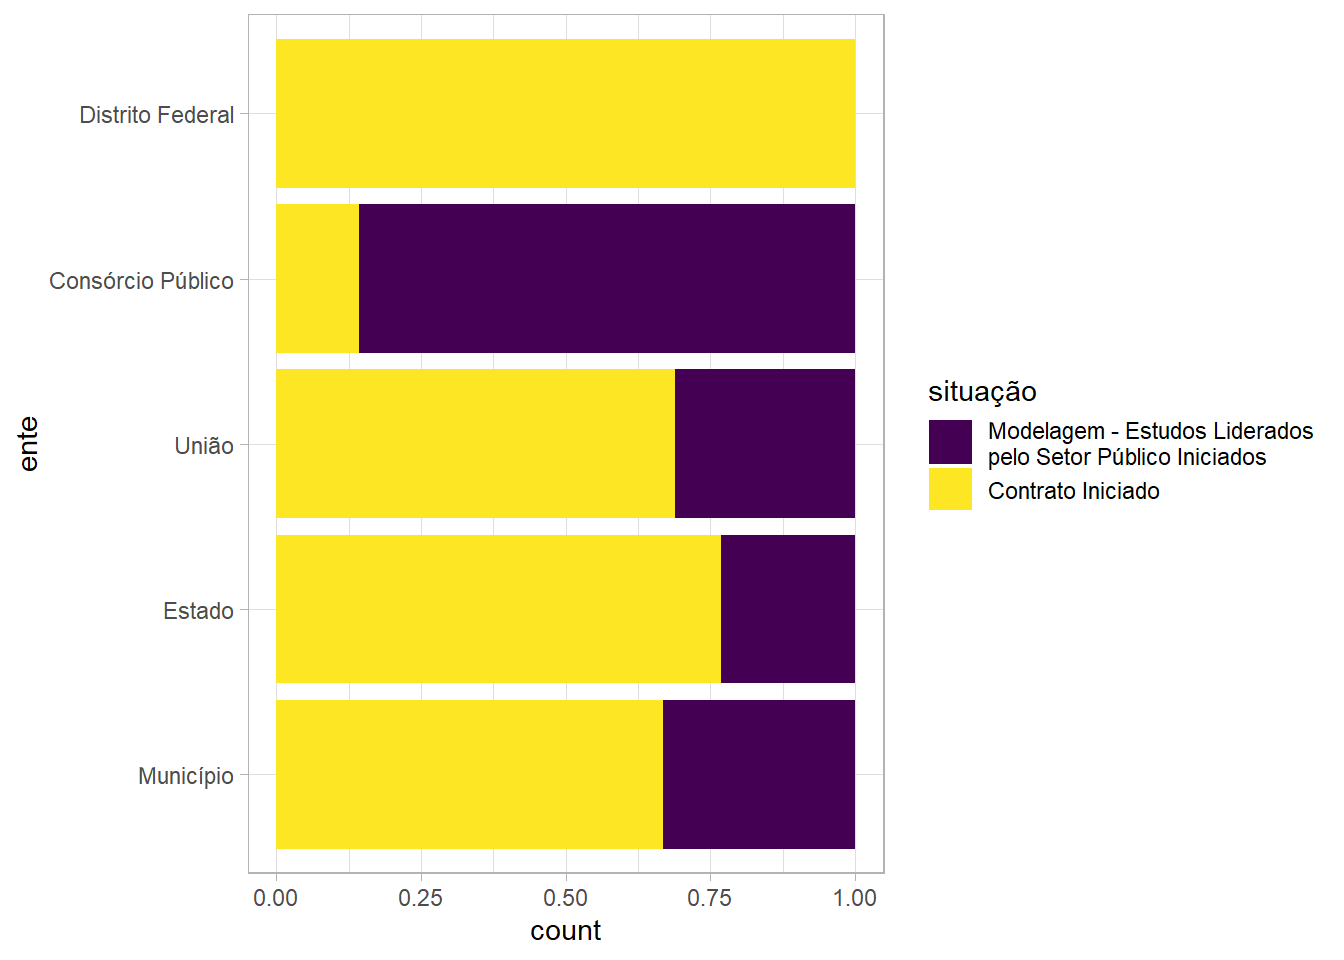 Distrito Federal
Consórcio Público
União
Estado
Município
ente
0.00 0.25 0.50 0.75 1.00
count
situação
Modelagem - Estudos Liderados
pelo Setor Público Iniciados
Contrato Iniciado